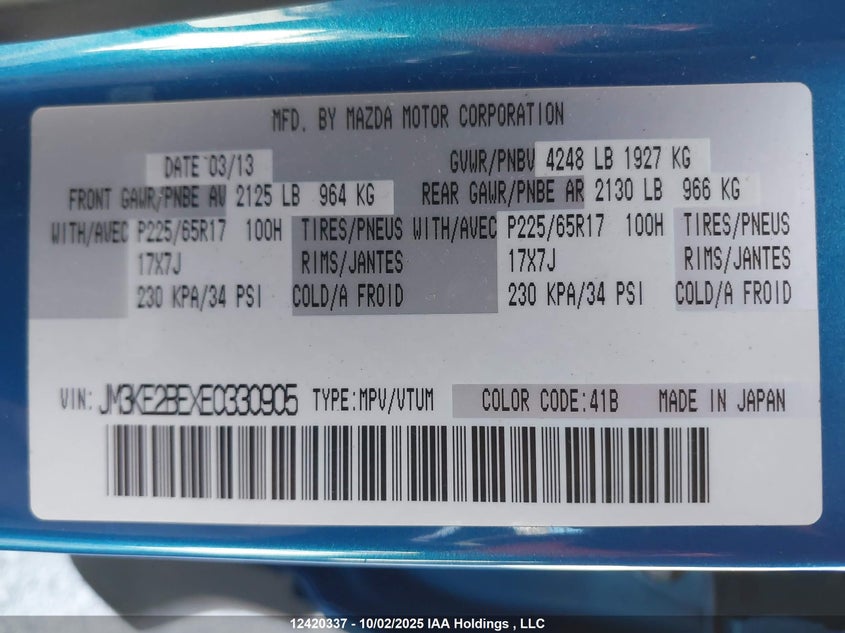 MFD. BY MAZDA MOTOR CORPORATION
DATE 03/13 GVWR/PNBV 4248 LB 1927 KG
FRONT GAWR/PNBE AV 2125 LB 964 KG REAR GAWR/PNBE AR 2130 LB 966 KG
WITH/AVEC P225/65R17 100H TIRES/PNEUS WITH/AVEC P225/65R17 100H TIRES/PNEUS
17X7J RIMS/JANTES 17X7J RIMS/JANTES
230 KPA/34 PSI COLD/A FROID 230 KPA/34 PSI COLD/A FROID
VIN: JM3KE2BEXE0330905 TYPE:MPV/VTUM COLOR CODE:41B MADE IN JAPAN
12420337 - 10/02/2025 IAA Holdings , LLC